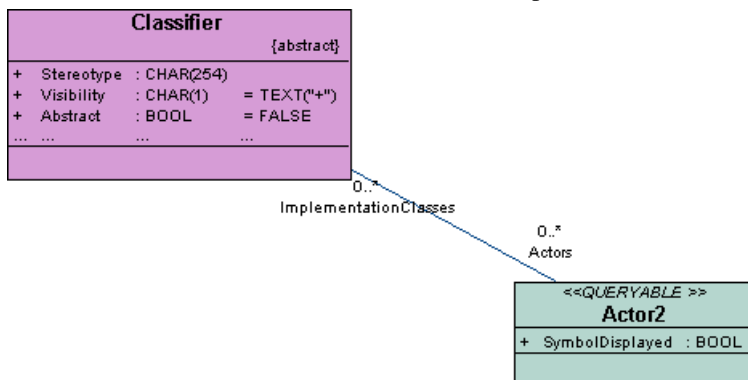 Classifier
{abstract}
+ Stereotype : CHAR(254)
+ Visibility : CHAR(1) = TEXT("+")
+ Abstract : BOOL = FALSE
... ... ... ...
0..*
ImplementationClasses
0..*
Actors
<<QUERYABLE >>
Actor2
+ SymbolDisplayed : BOOL